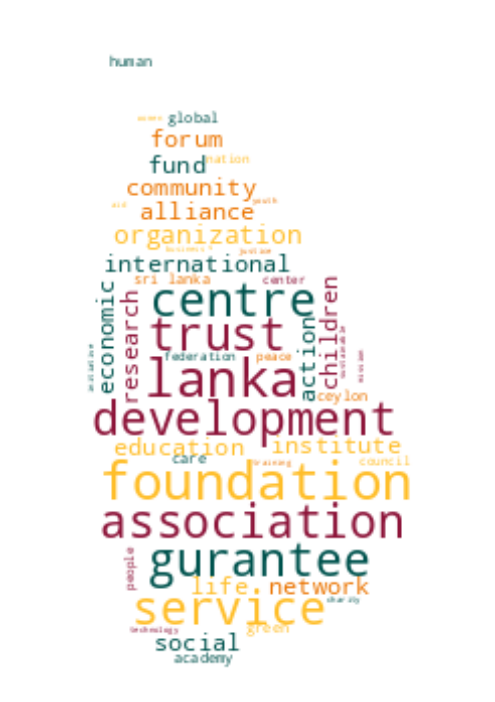 human
women global
forum
fund nation
community
aid youth
alliance
organization
business justice
international
sri lanka center
centre
economic
research
children
trust
action
sustainable
initiative
federation peace
mission
lanka
ceylon
development
education institute
care training council
foundation
association
gurantee
people
life network
service charity
technology green
social
academy